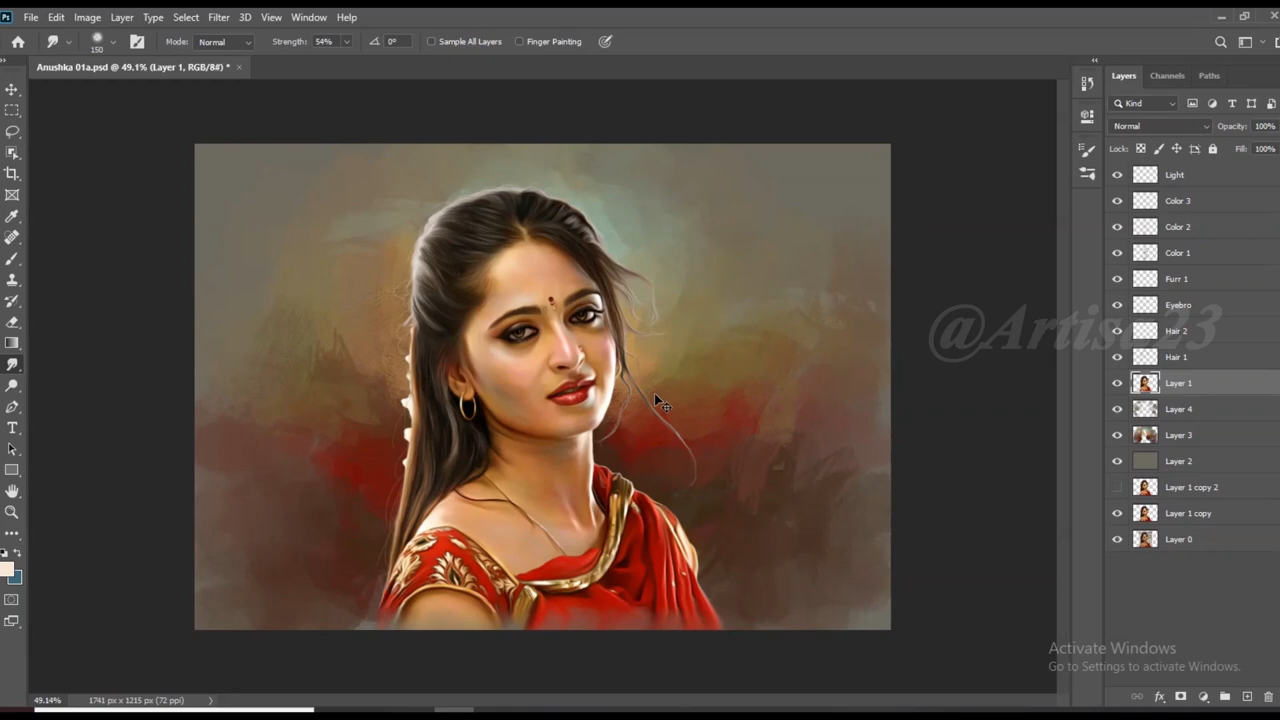 Ps File Edit Image Layer Type Select Filter 3D View Window Help
150 Mode: Normal Strength: 54% 0° Sample All Layers Finger Painting
Anushka 01a.psd @ 49.1% (Layer 1, RGB/8#) * ×
Layers Channels Paths
Kind
Normal Opacity: 100%
Lock: Fill: 100%
Light
Color 3
Color 2
Color 1
Furr 1
Eyebro
Hair 2
@Artisa23
Hair 1
Layer 1
Layer 4
Layer 3
Layer 2
Layer 1 copy 2
Layer 1 copy
Layer 0
Activate Windows
Go to Settings to activate Windows.
49.14% 1741 px x 1215 px (72 ppi)